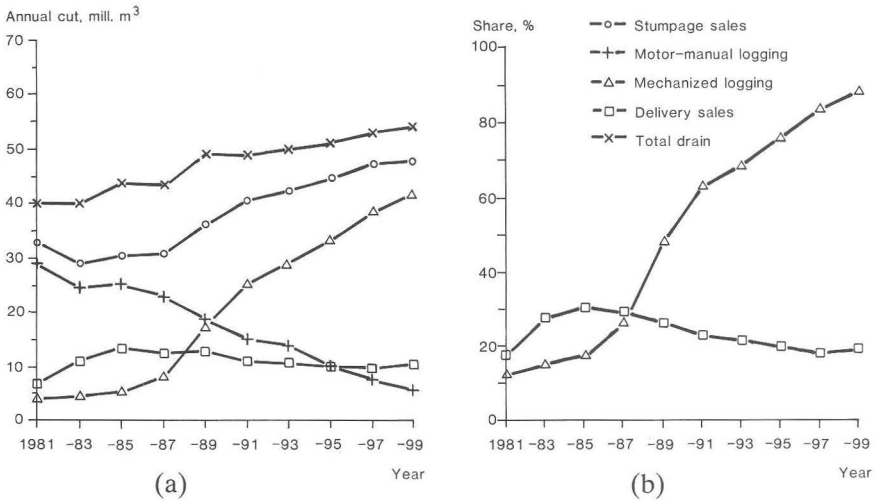 Annual cut, mill. m³
70
60
50
40
30
20
10
0
1981 -83 -85 -87 -89 -91 -93 -95 -97 -99
Year
(a)
Share, %
100
80
60
40
20
0
1981 -83 -85 -87 -89 -91 -93 -95 -97 -99
Year
(b)
Stumpage sales
Motor-manual logging
Mechanized logging
Delivery sales
Total drain